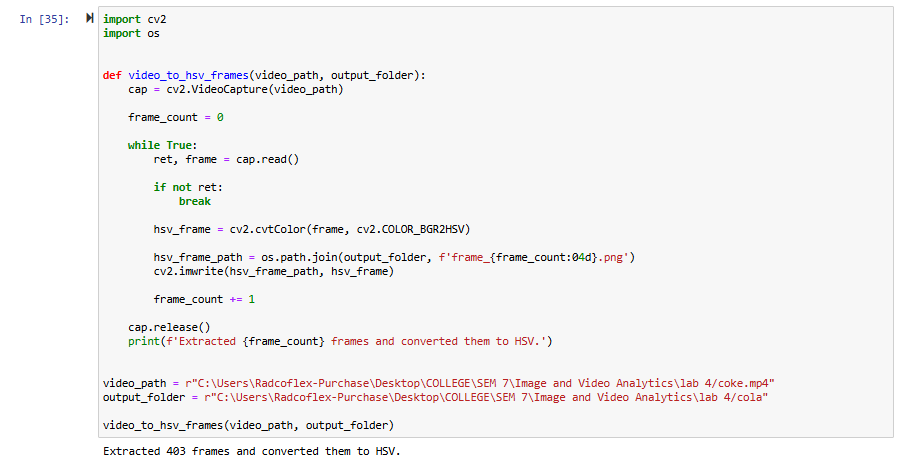 In [35]:
import cv2
import os
def video_to_hsv_frames(video_path, output_folder):
    cap = cv2.VideoCapture(video_path)
    frame_count = 0
    while True:
        ret, frame = cap.read()
        if not ret:
            break
        hsv_frame = cv2.cvtColor(frame, cv2.COLOR_BGR2HSV)
        hsv_frame_path = os.path.join(output_folder, f'frame_{frame_count:04d}.png')
        cv2.imwrite(hsv_frame_path, hsv_frame)
        frame_count += 1
    cap.release()
    print(f'Extracted {frame_count} frames and converted them to HSV.')
video_path = r"C:\Users\Radcoflex-Purchase\Desktop\COLLEGE\SEM 7\Image and Video Analytics\lab 4/coke.mp4"
output_folder = r"C:\Users\Radcoflex-Purchase\Desktop\COLLEGE\SEM 7\Image and Video Analytics\lab 4/cola"
video_to_hsv_frames(video_path, output_folder)
Extracted 403 frames and converted them to HSV.